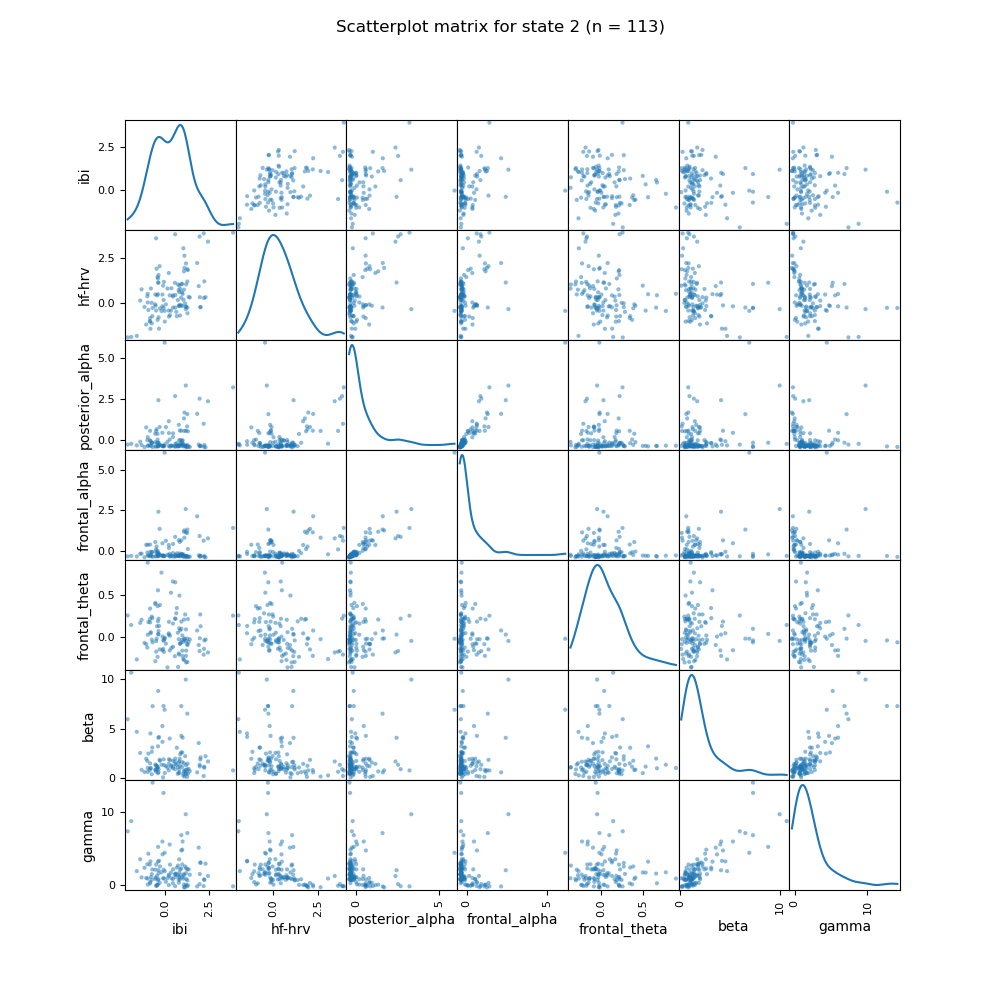 Scatterplot matrix for state 2 (n = 113)
ibi
2.5
0.0
hf-hrv
2.5
0.0
posterior_alpha
5.0
2.5
0.0
frontal_alpha
5.0
2.5
0.0
frontal_theta
0.5
0.0
beta
10
5
0
gamma
10
0
0.0 2.5 0.0 2.5 0 5 0 5 0.0 0.5 0 10 0 10
ibi hf-hrv posterior_alpha frontal_alpha frontal_theta beta gamma